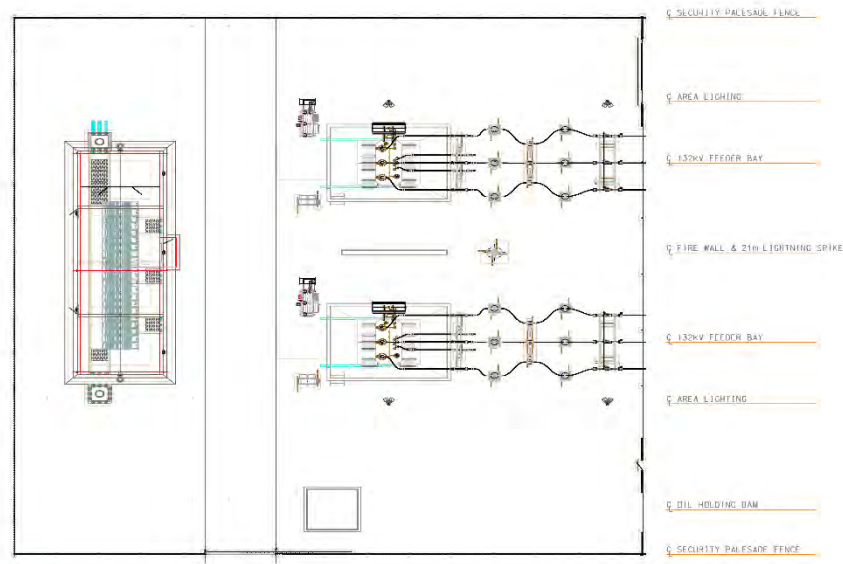 ℄ SECURITY PALESADE FENCE
℄ AREA LIGHING
℄ 132kV FEEDER BAY
℄ FIRE WALL & 21m LIGHTNING SPIKE
℄ 132kV FEEDER BAY
℄ AREA LIGHTING
℄ OIL HOLDING DAM
℄ SECURITY PALESADE FENCE